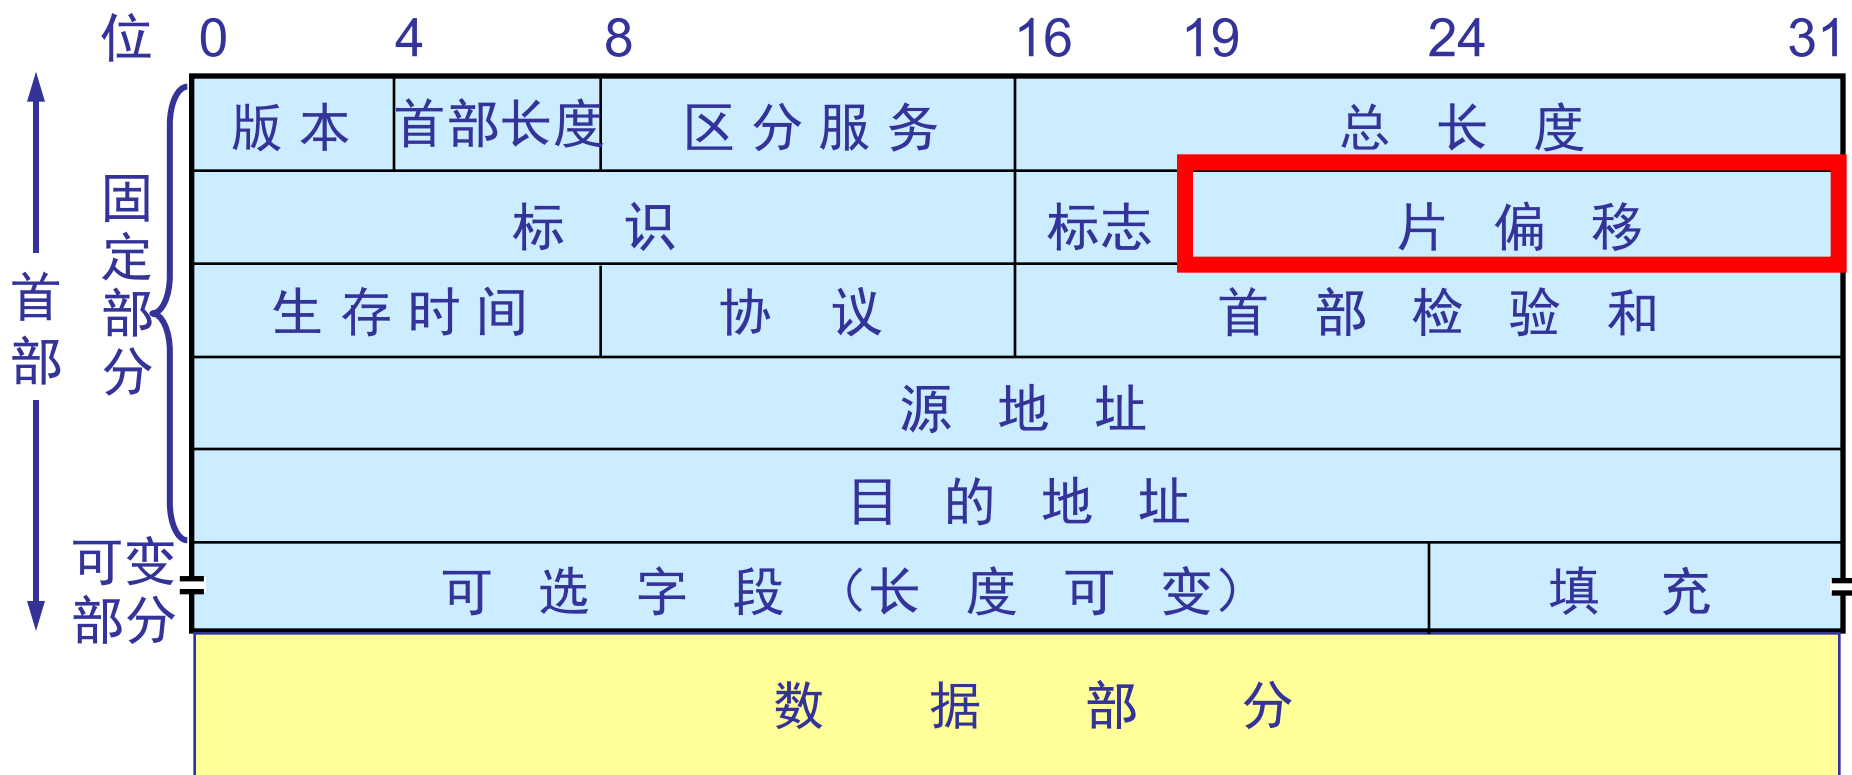 位 0 4 8 16 19 24 31
版本 首部长度 区分服务 总长度
标识 标志 片偏移
生存时间 协议 首部检验和
源地址
目的地址
可选字段（长度可变） 填充
数据部分
首部
固定部分
可变
部分